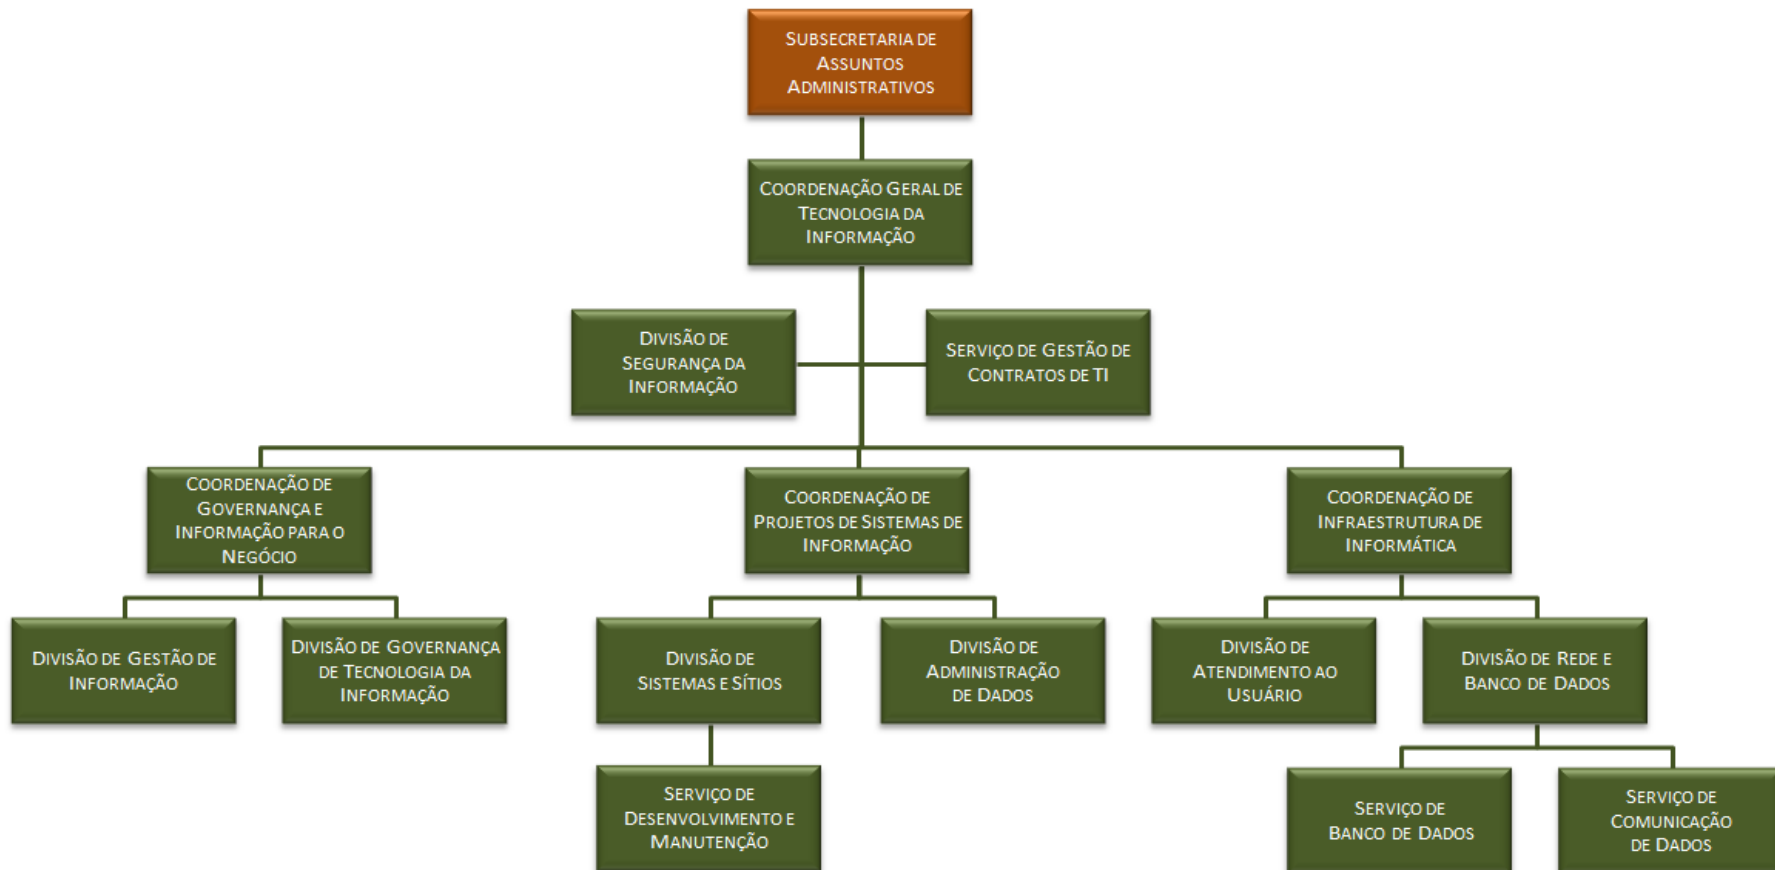 SUBSECRETARIA DE
ASSUNTOS
ADMINISTRATIVOS
COORDENAÇÃO GERAL DE
TECNOLOGIA DA
INFORMAÇÃO
DIVISÃO DE
SEGURANÇA DA
INFORMAÇÃO
SERVIÇO DE GESTÃO DE
CONTRATOS DE TI
COORDENAÇÃO DE
GOVERNANÇA E
INFORMAÇÃO PARA O
NEGÓCIO
COORDENAÇÃO DE
PROJETOS DE SISTEMAS DE
INFORMAÇÃO
COORDENAÇÃO DE
INFRAESTRUTURA DE
INFORMÁTICA
DIVISÃO DE GESTÃO DE
INFORMAÇÃO
DIVISÃO DE GOVERNANÇA
DE TECNOLOGIA DA
INFORMAÇÃO
DIVISÃO DE
SISTEMAS E SÍTIOS
DIVISÃO DE
ADMINISTRAÇÃO
DE DADOS
DIVISÃO DE
ATENDIMENTO AO
USUÁRIO
DIVISÃO DE REDE E
BANCO DE DADOS
SERVIÇO DE
DESENVOLVIMENTO E
MANUTENÇÃO
SERVIÇO DE
BANCO DE DADOS
SERVIÇO DE
COMUNICAÇÃO
DE DADOS